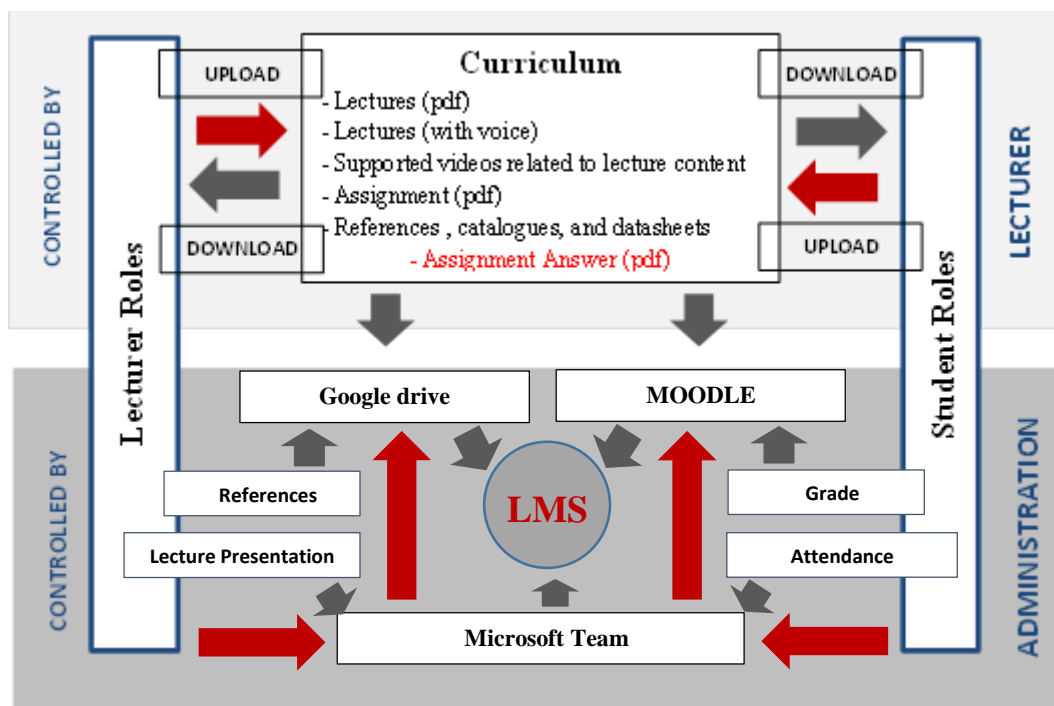 CONTROLLED BY
Lecturer Roles
UPLOAD
DOWNLOAD
Curriculum
- Lectures (pdf)
- Lectures (with voice)
- Supported videos related to lecture content
- Assignment (pdf)
- References , catalogues, and datasheets
- Assignment Answer (pdf)
DOWNLOAD
UPLOAD
Student Roles
LECTURER
Google drive
MOODLE
LMS
References
Grade
Lecture Presentation
Attendance
Microsoft Team
CONTROLLED BY
ADMINISTRATION